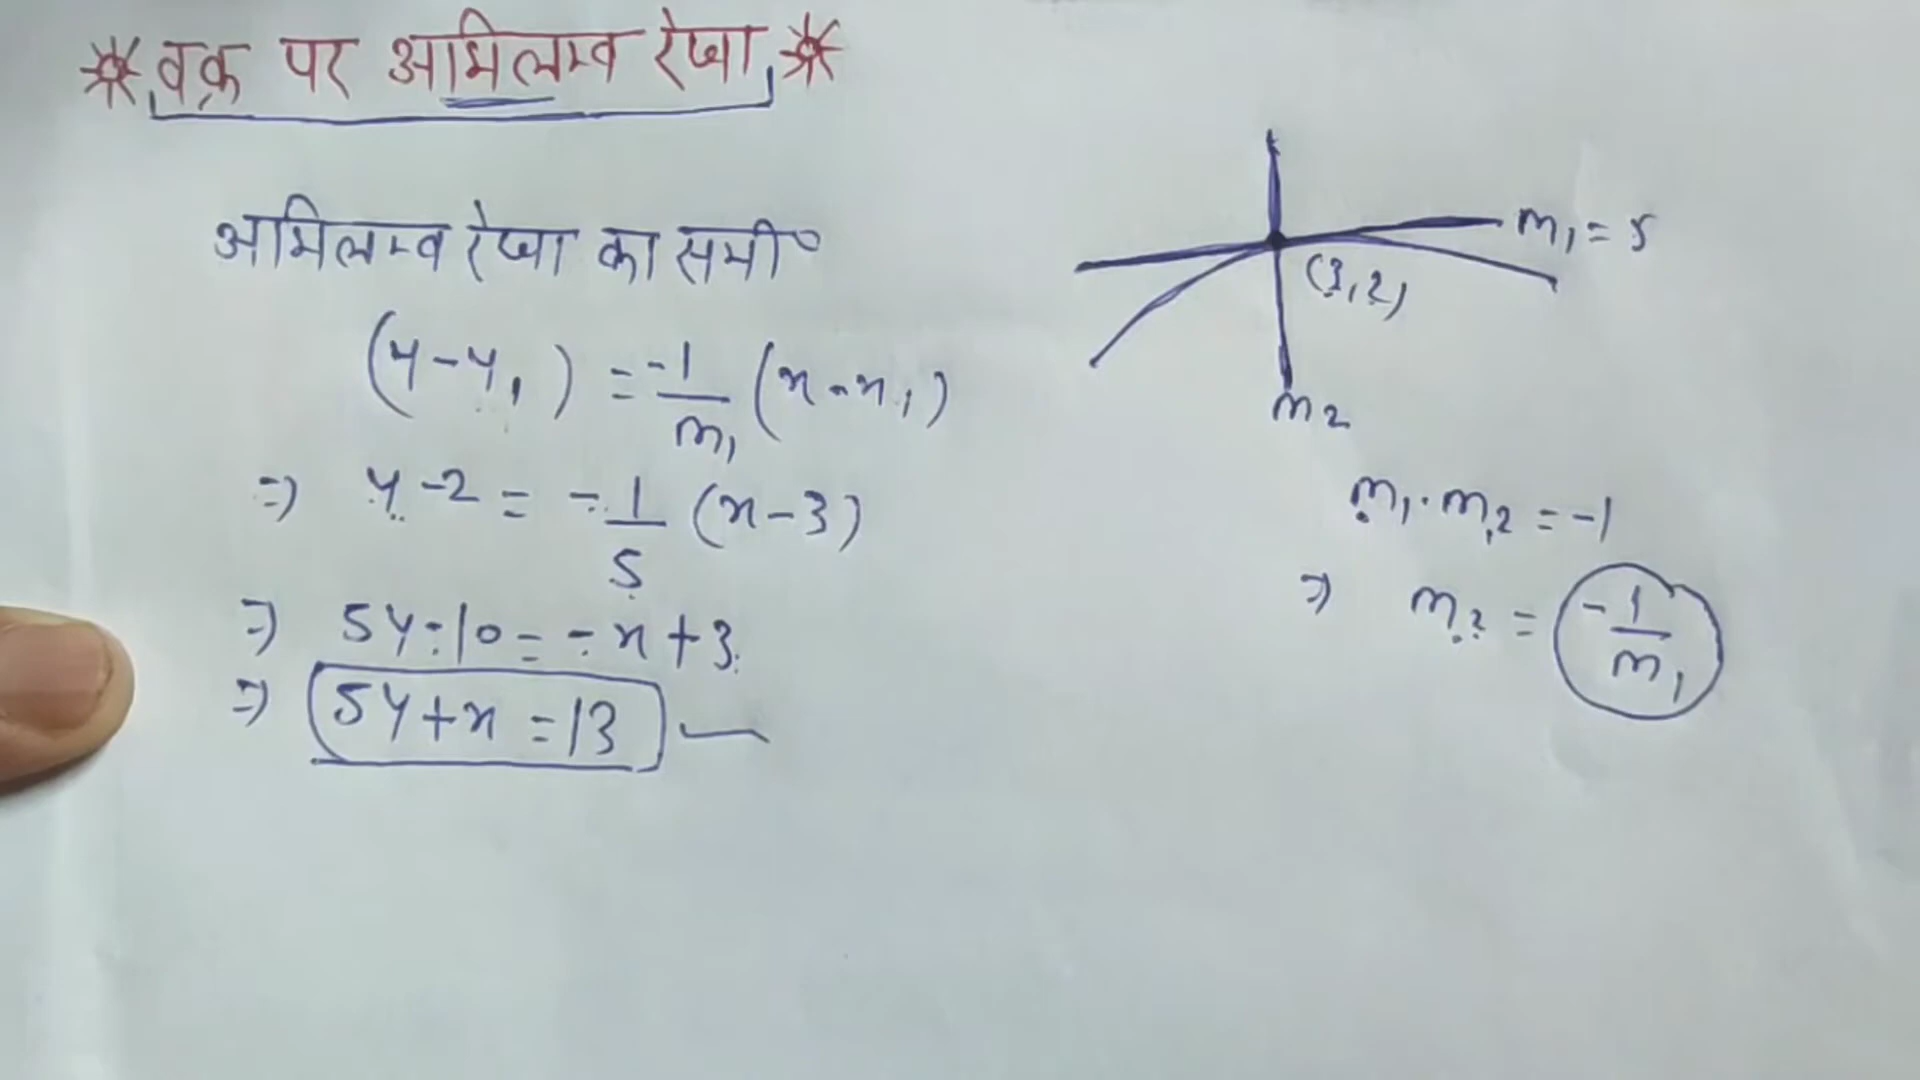 वक्र पर अभिलम्ब रेखा
अभिलम्ब रेखा का समी०
(y-y₁) = -1/m₁ (x-x₁)
⇒ y-2 = -1/5 (x-3)
⇒ 5y-10 = -x+3
⇒ 5y+x = 13
m₁ = 5
(3,2)
m₂
m₁·m₂ = -1
⇒ m₂ = -1/m₁